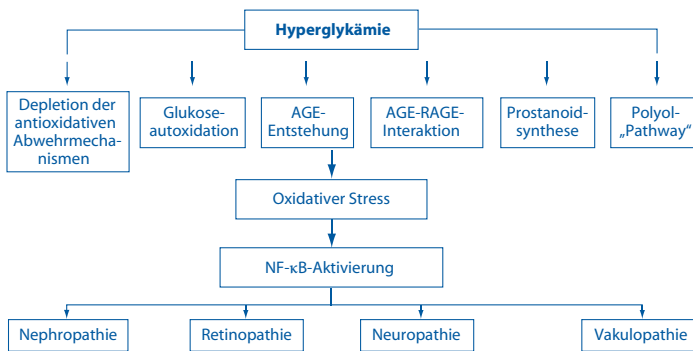 Hyperglykämie
Depletion der
antioxidativen
Abwehrmecha-
nismen
Glukose-
autoxidation
AGE-
Entstehung
AGE-RAGE-
Interaktion
Prostanoid-
synthese
Polyol-
„Pathway“
Oxidativer Stress
NF-κB-Aktivierung
Nephropathie
Retinopathie
Neuropathie
Vakulopathie